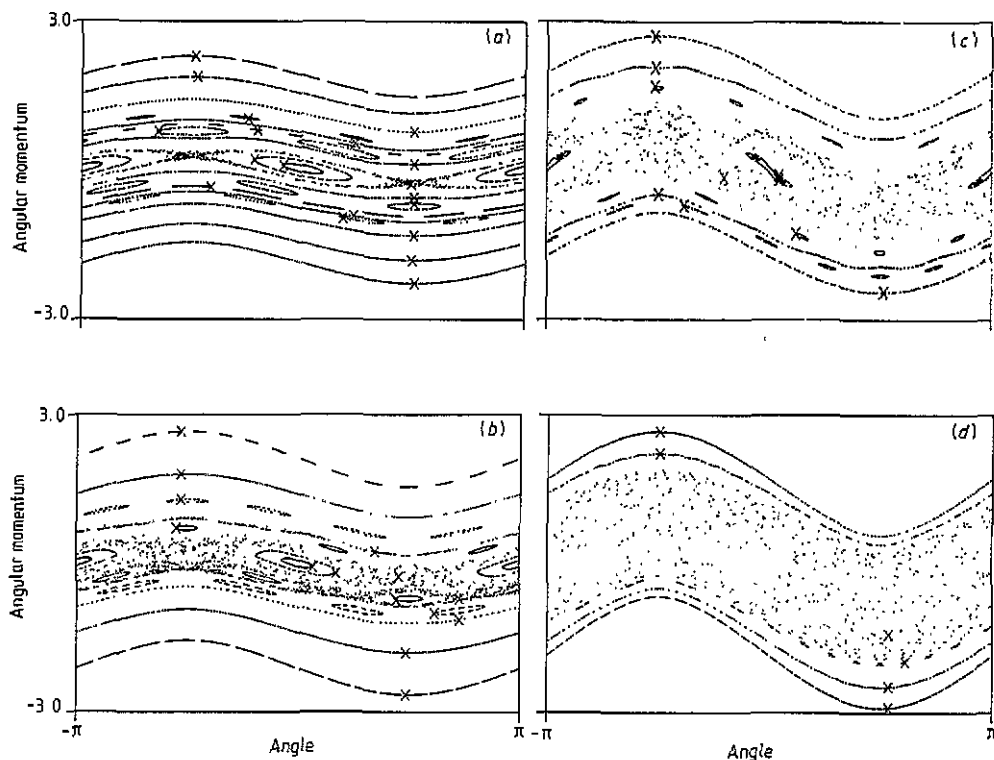 3.0
(a)
(c)
Angular momentum
-3.0
3.0
(b)
(d)
Angular momentum
-3 0
-π
Angle
π
-π
Angle
π